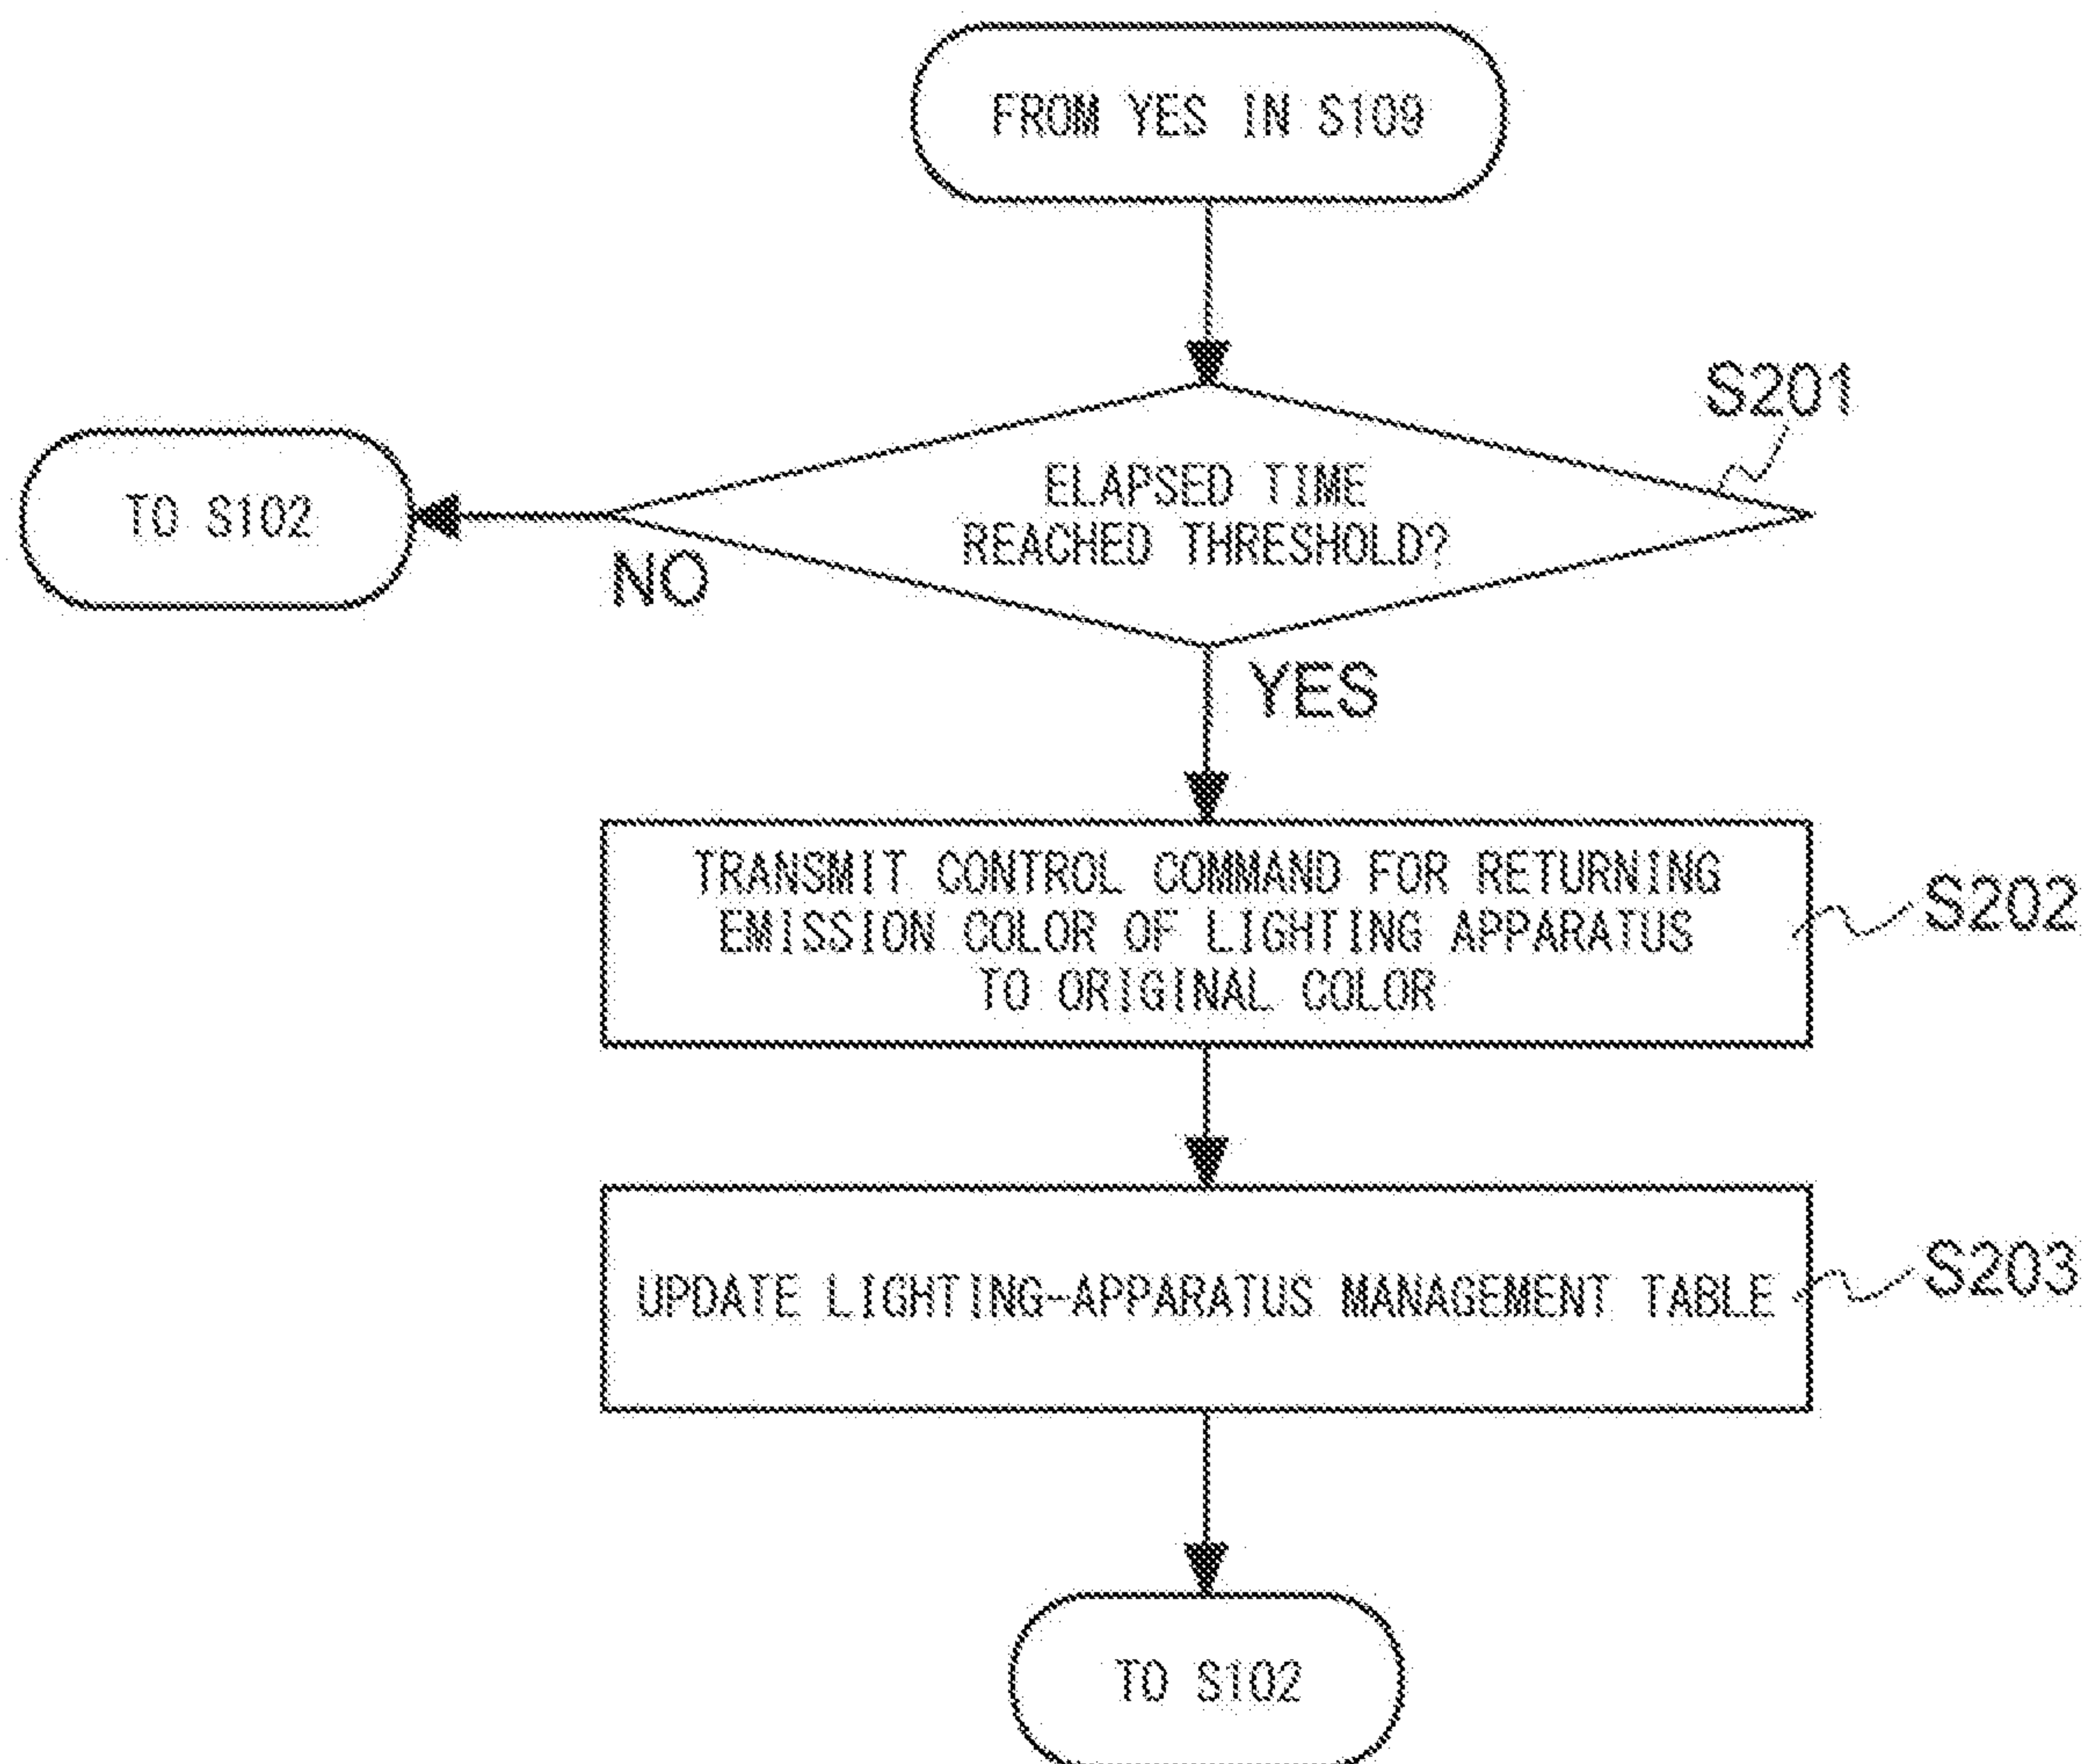 FROM YES IN S109
S201
ELAPSED TIME
REACHED THRESHOLD?
TO S102
NO
YES
TRANSMIT CONTROL COMMAND FOR RETURNING
EMISSION COLOR OF LIGHTING APPARATUS
TO ORIGINAL COLOR
S202
UPDATE LIGHTING-APPARATUS MANAGEMENT TABLE
S203
TO S102